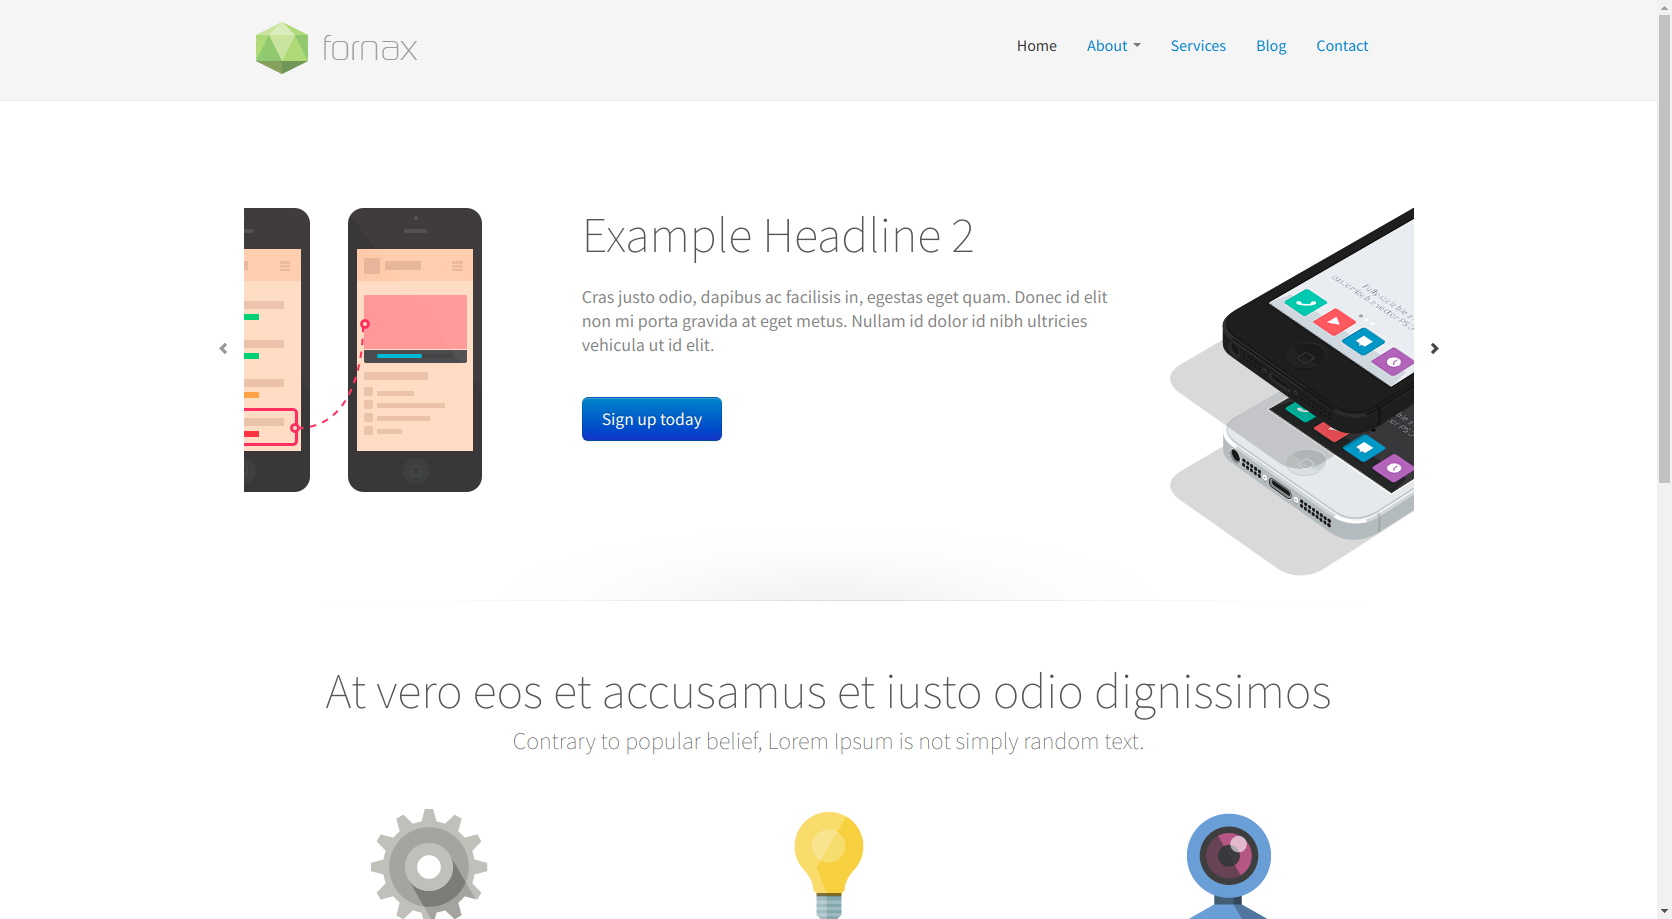 fornax
Home About Services Blog Contact
Example Headline 2
Cras justo odio, dapibus ac facilisis in, egestas eget quam. Donec id elit
non mi porta gravida at eget metus. Nullam id dolor id nibh ultricies
vehicula ut id elit.
Sign up today
At vero eos et accusamus et iusto odio dignissimos
Contrary to popular belief, Lorem Ipsum is not simply random text.